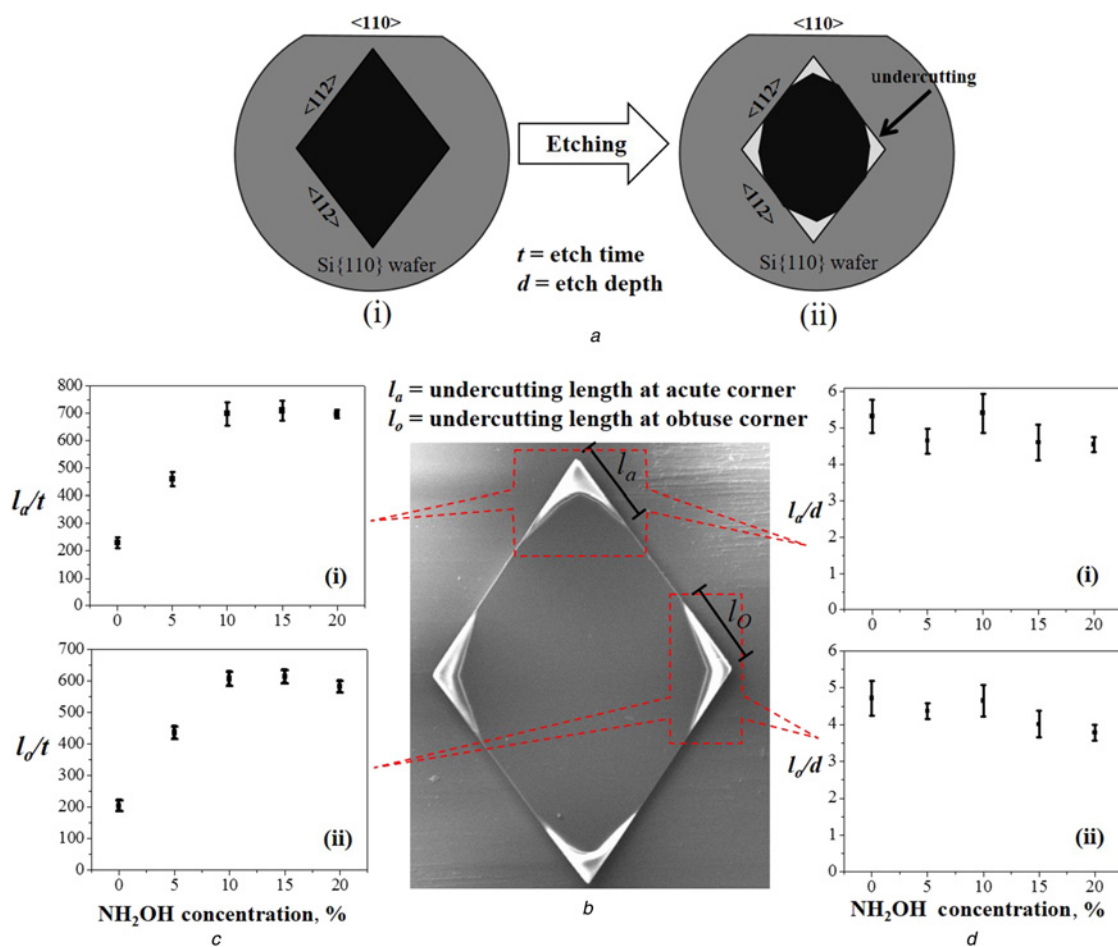 <110>
<112>
<112>
Si{110} wafer
(i)
Etching
t = etch time
d = etch depth
<110>
undercutting
<112>
<112>
Si{110} wafer
(ii)
a
800
700
600
500
400
300
200
100
0
la/t
0 5 10 15 20
(i)
700
600
500
400
300
200
100
0
lo/t
0 5 10 15 20
(ii)
NH2OH concentration, %
c
la = undercutting length at acute corner
lo = undercutting length at obtuse corner
la
lO
b
6
5
4
3
2
1
0
la/d
0 5 10 15 20
(i)
6
5
4
3
2
1
0
lo/d
0 5 10 15 20
(ii)
NH2OH concentration, %
d